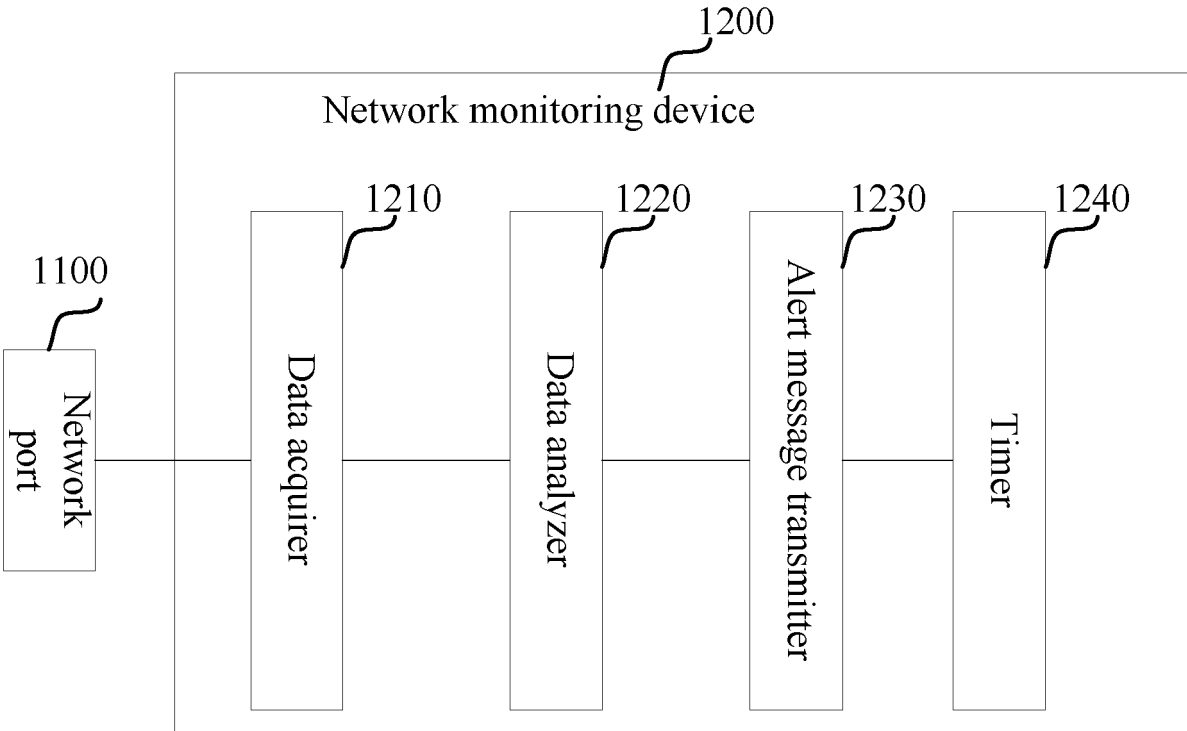 1200
Network monitoring device
1210
1220
1230
1240
1100
Network
port
Data acquirer
Data analyzer
Alert message transmitter
Timer